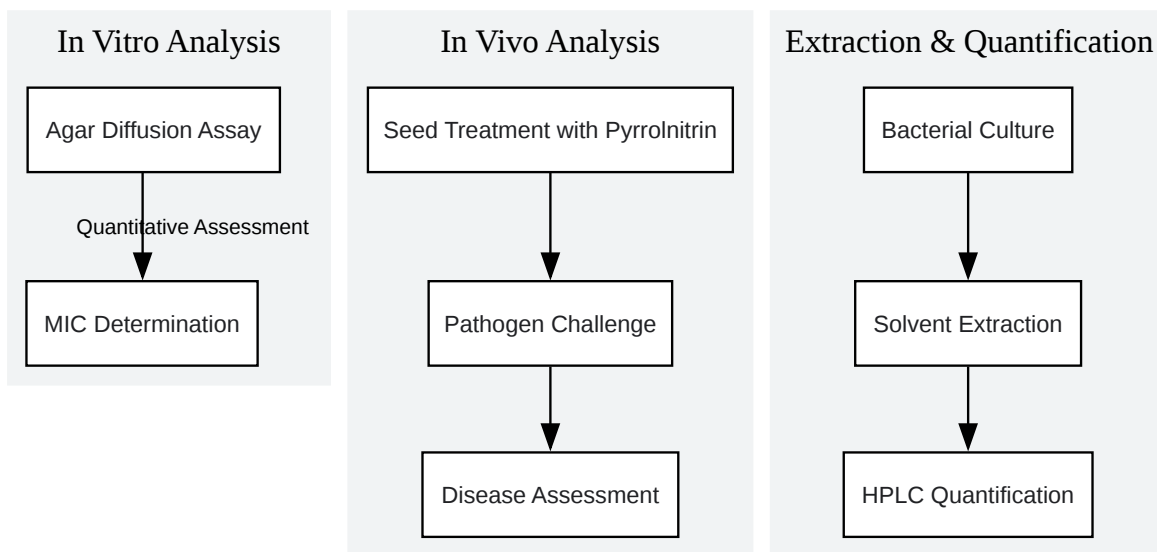 In Vitro Analysis
Agar Diffusion Assay
Quantitative Assessment
MIC Determination
In Vivo Analysis
Seed Treatment with Pyrrolnitrin
Pathogen Challenge
Disease Assessment
Extraction & Quantification
Bacterial Culture
Solvent Extraction
HPLC Quantification